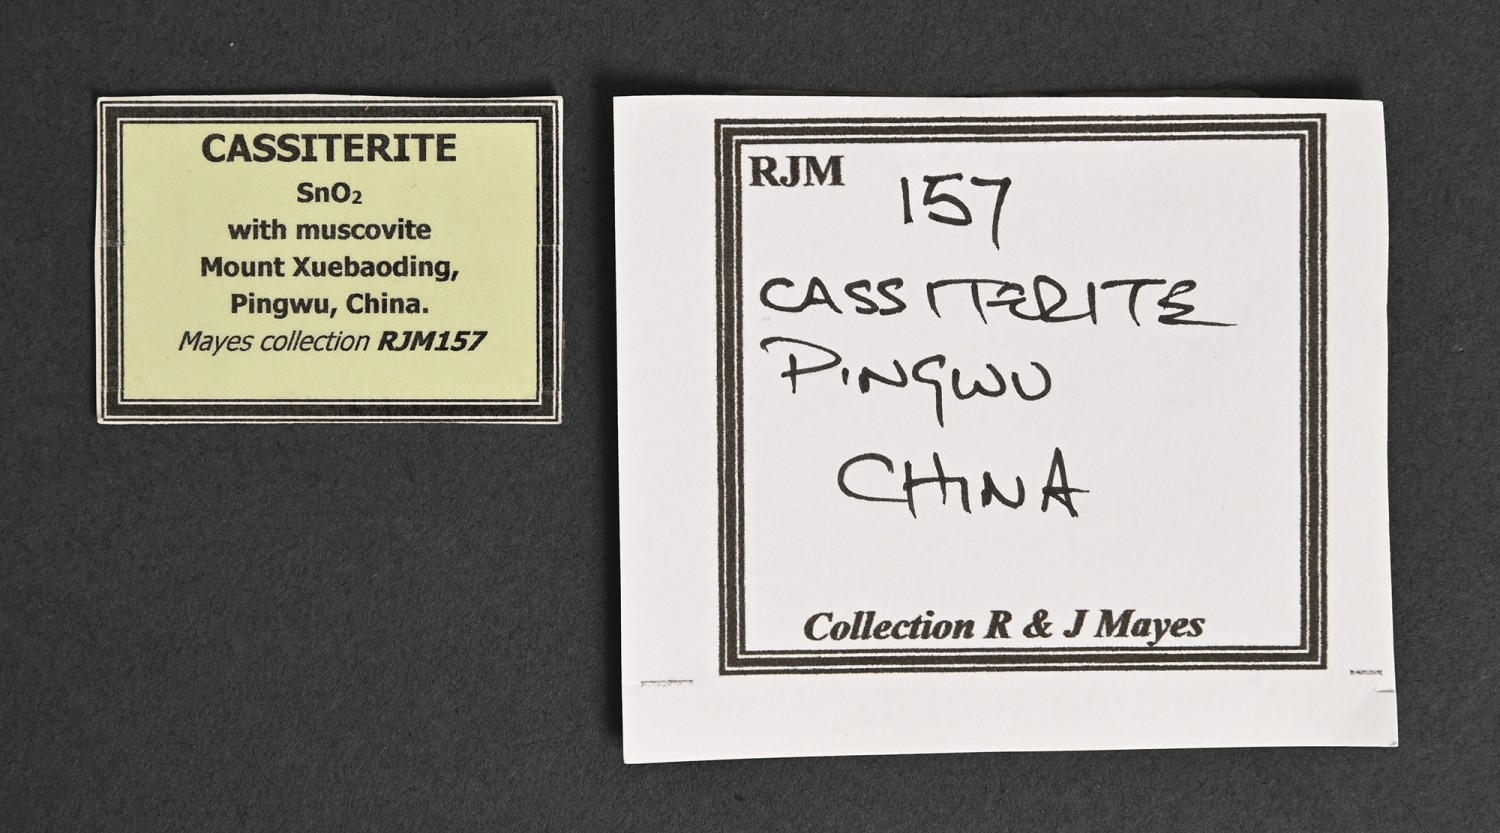 CASSITERITE
SnO₂
with muscovite
Mount Xuebaoding,
Pingwu, China.
Mayes collection RJM157
RJM 157
CASSITERITE
PINGWU
CHINA
Collection R & J Mayes